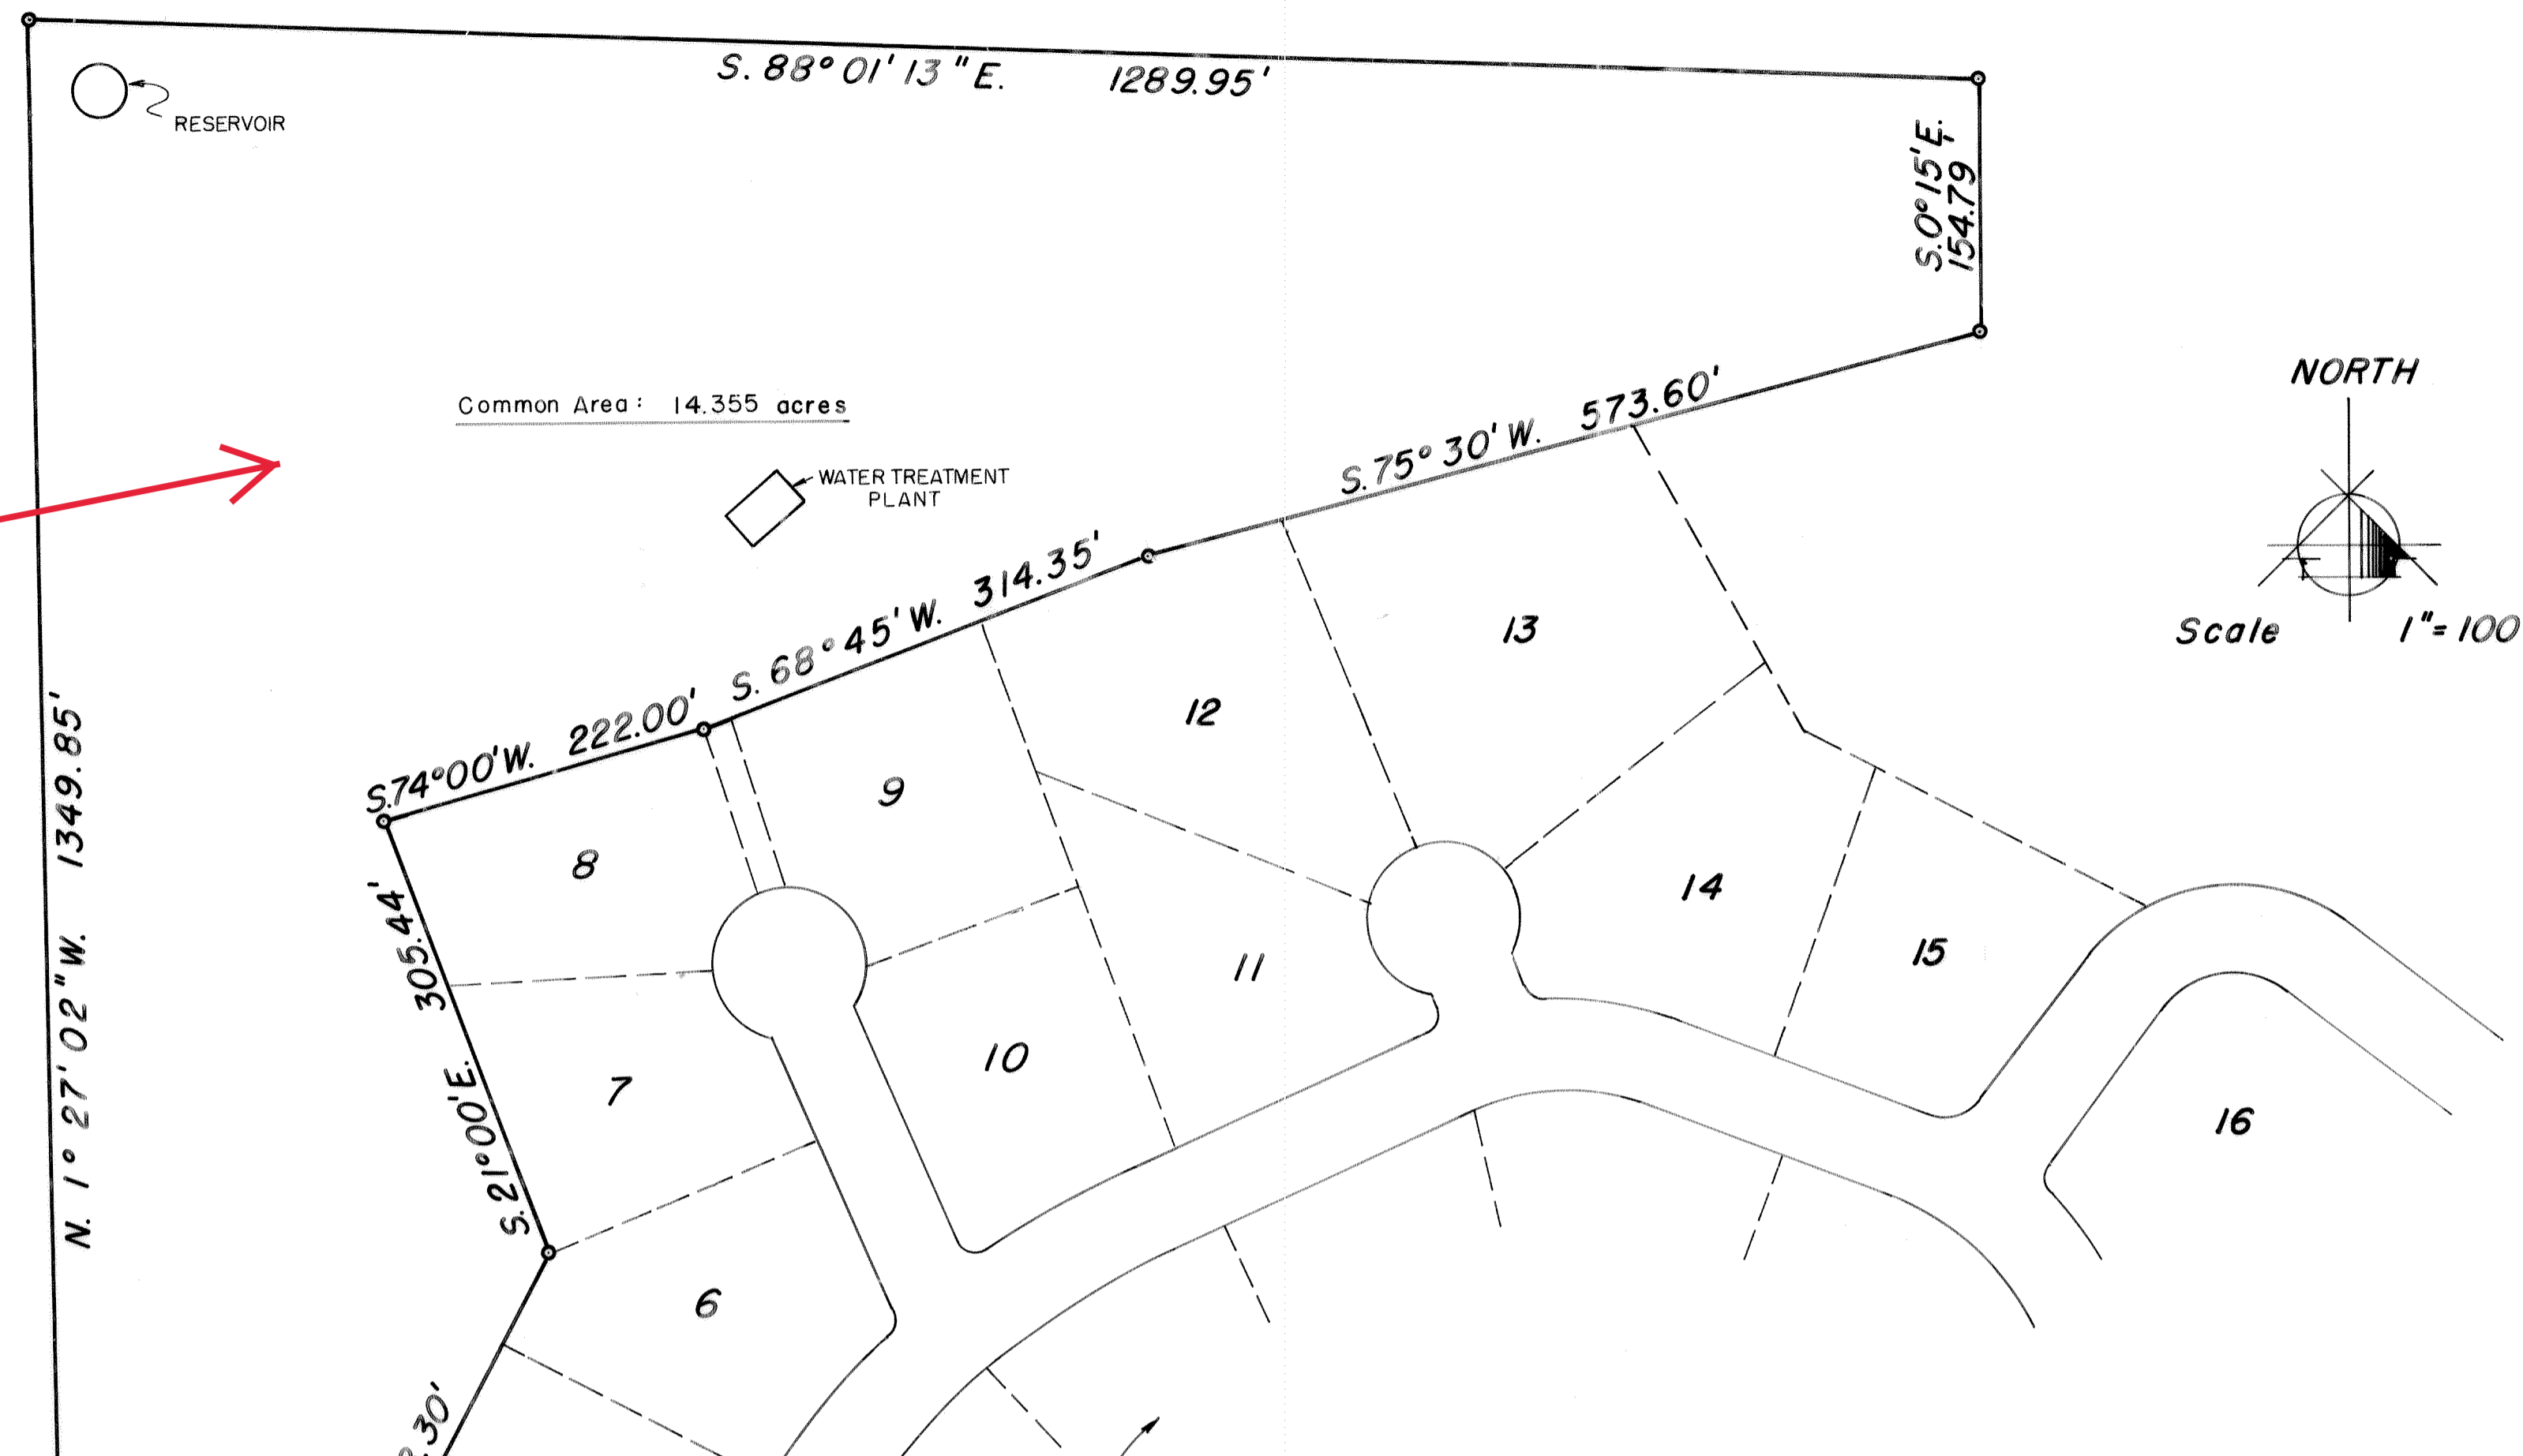 S. 88° 01' 13" E. 1289.95'
RESERVOIR
S. 0° 15' E.
154.79
NORTH
Scale 1" = 100
Common Area: 14.355 acres
WATER TREATMENT
PLANT
S. 75° 30' W. 573.60'
S. 68° 45' W. 314.35'
S. 74° 00' W. 222.00'
N. 1° 27' 02" W. 1349.85'
S. 21° 00' E. 305.44'
13
12
9
8
14
15
11
10
7
16
6
.30'